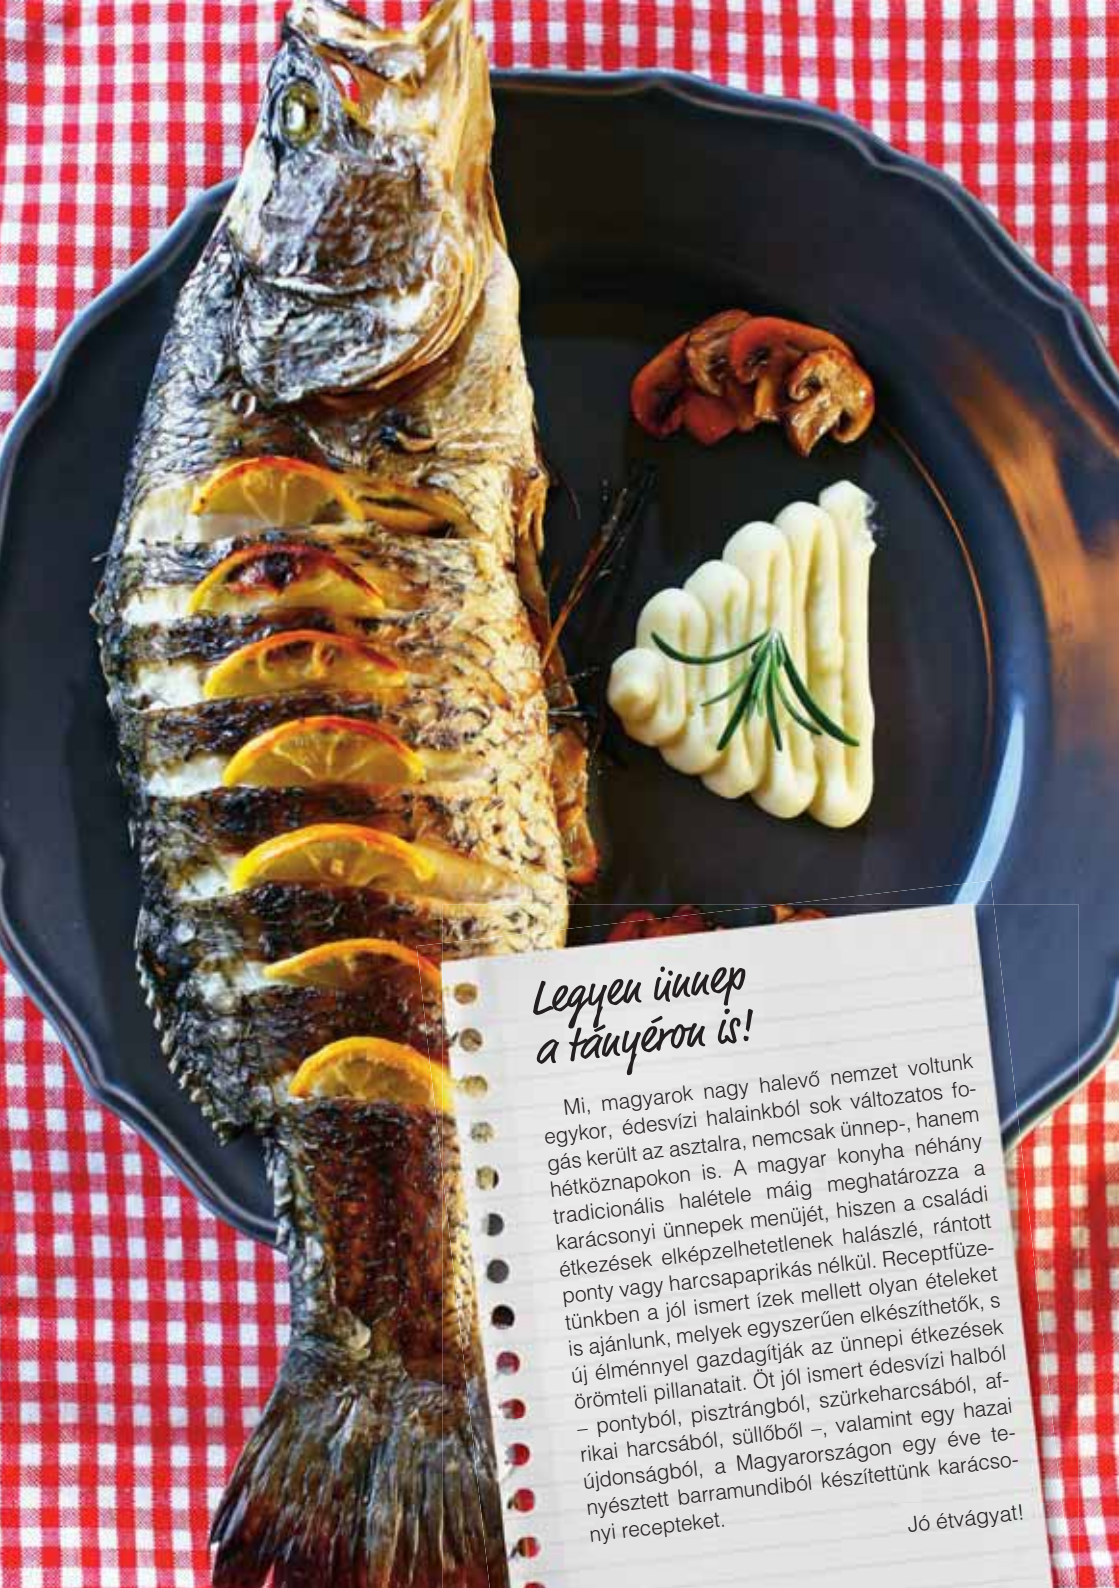 Legyen ünnep
a tányéron is!
Mi, magyarok nagy halevő nemzet voltunk
egykor, édesvízi halainkból sok változatos fo-
gás került az asztalra, nemcsak ünnep-, hanem
hétköznapokon is. A magyar konyha néhány
tradicionális halétele máig meghatározza a
karácsonyi ünnepek menüjét, hiszen a családi
étkezések elképzelhetetlenek halászlé, rántott
ponty vagy harcsapaprikás nélkül. Receptfüze-
tünkben a jól ismert ízek mellett olyan ételeket
is ajánlunk, melyek egyszerűen elkészíthetők, s
új élménnyel gazdagítják az ünnepi étkezések
örömteli pillanatait. Öt jól ismert édesvízi halból
– pontyból, pisztrángból, szürkeharcsából, af-
rikai harcsából, süllőből –, valamint egy hazai
újdonságból, a Magyarországon egy éve te-
nyésztett barramundiból készítettünk karácso-
nyi recepteket.
Jó étvágyat!